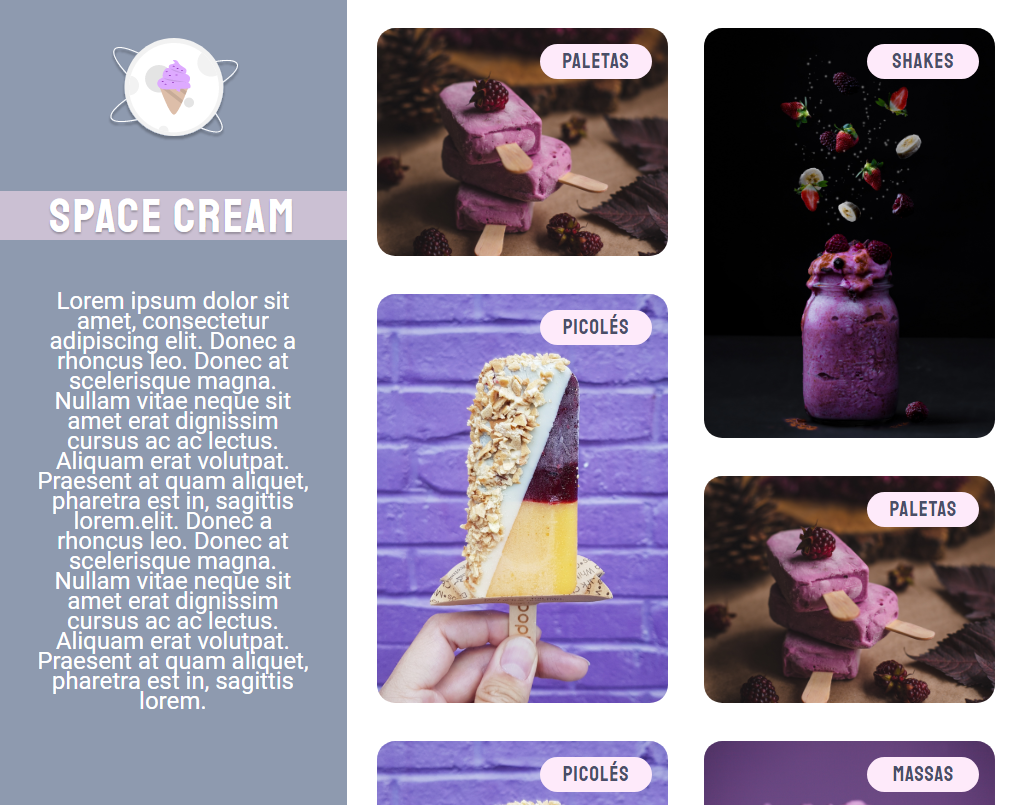 SPACE CREAM
Lorem ipsum dolor sit
amet, consectetur
adipiscing elit. Donec a
rhoncus leo. Donec at
scelerisque magna.
Nullam vitae neque sit
amet erat dignissim
cursus ac ac lectus.
Aliquam erat volutpat.
Praesent at quam aliquet,
pharetra est in, sagittis
lorem.elit. Donec a
rhoncus leo. Donec at
scelerisque magna.
Nullam vitae neque sit
amet erat dignissim
cursus ac ac lectus.
Aliquam erat volutpat.
Praesent at quam aliquet,
pharetra est in, sagittis
lorem.
PALETAS
PICOLÉS
PICOLÉS
SHAKES
PALETAS
MASSAS